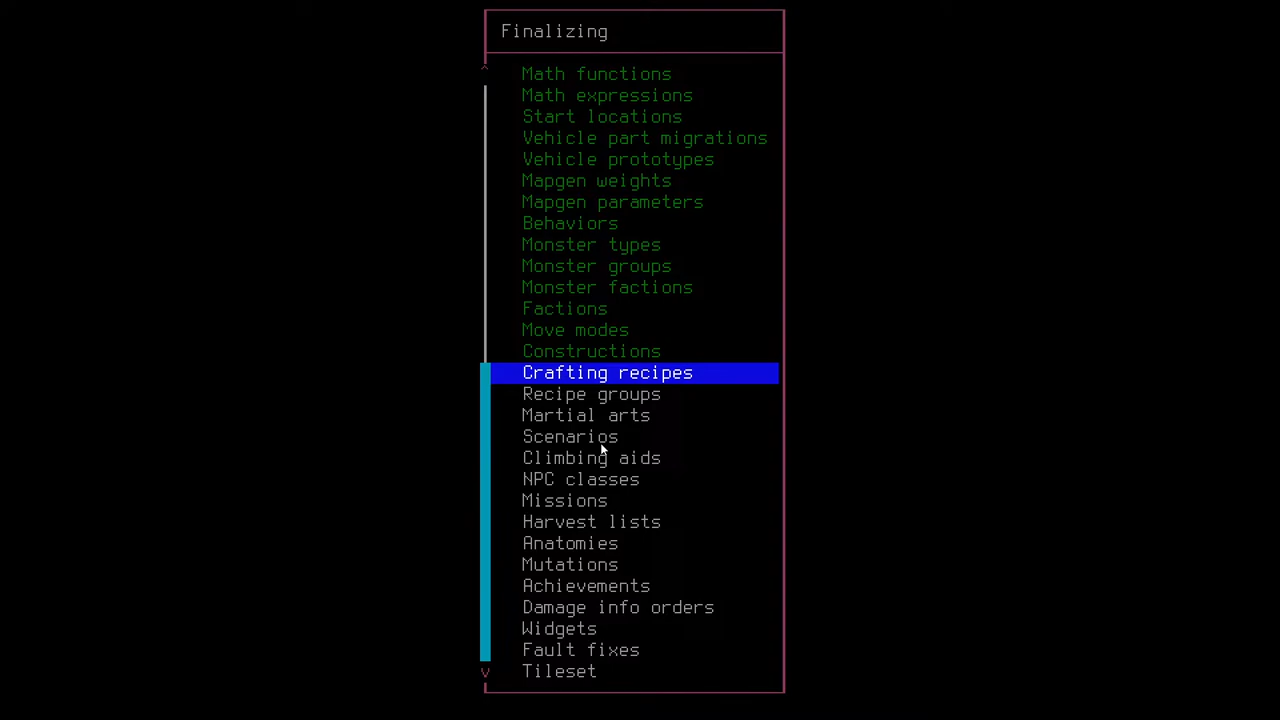 Finalizing
^
Math functions
Math expressions
Start locations
Vehicle part migrations
Vehicle prototypes
Mapgen weights
Mapgen parameters
Behaviors
Monster types
Monster groups
Monster factions
Factions
Move modes
Constructions
Crafting recipes
Recipe groups
Martial arts
Scenarios
Climbing aids
NPC classes
Missions
Harvest lists
Anatomies
Mutations
Achievements
Damage info orders
Widgets
Fault fixes
v
Tileset